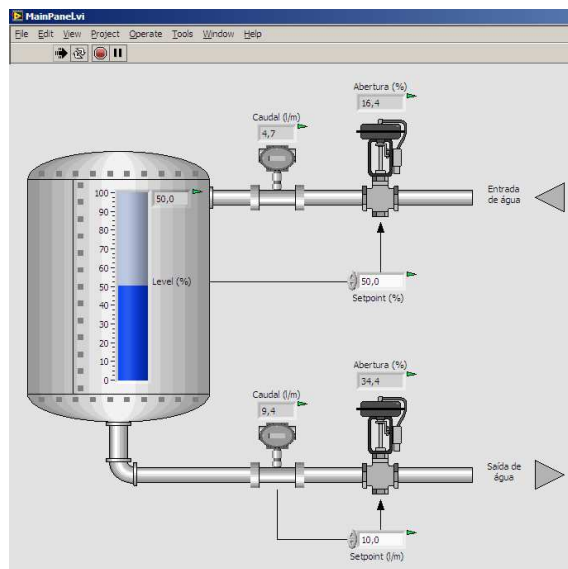 MainPanel.vi
File Edit View Project Operate Tools Window Help
Abertura (%)
16,4
Caudal (l/m)
4,7
100
90
80
70
60
50
40
30
20
10
0
50,0
Level (%)
Entrada
de água
50,0
Setpoint (%)
Abertura (%)
34,4
Caudal (l/m)
9,4
Saída de
água
10,0
Setpoint (l/m)